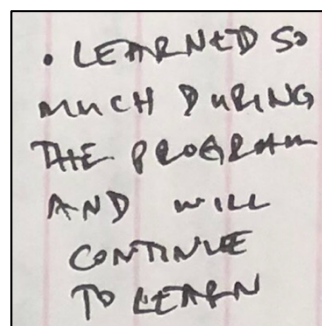 • LEARNED SO
MUCH DURING
THE PROGRAM
AND WILL
CONTINUE
TO LEARN